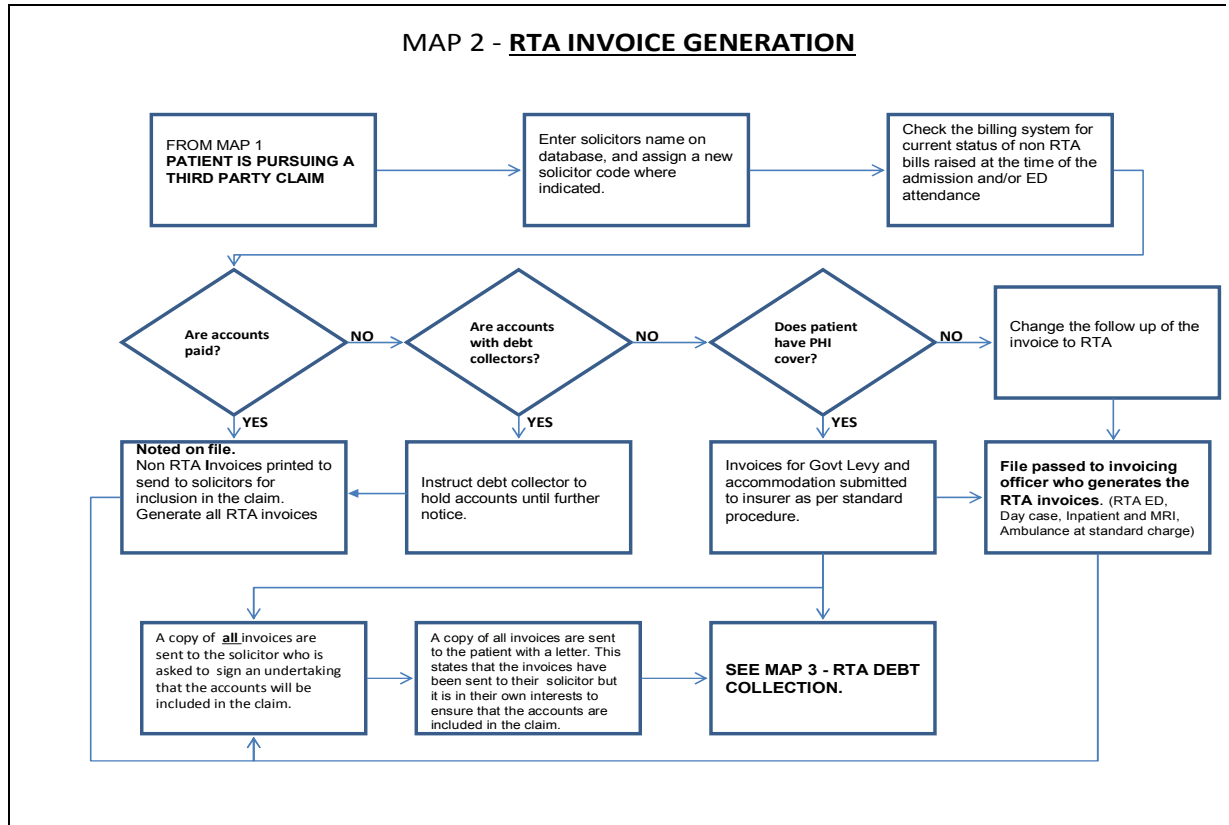 MAP 2 - RTA INVOICE GENERATION
FROM MAP 1
PATIENT IS PURSUING A
THIRD PARTY CLAIM
Enter solicitors name on
database, and assign a new
solicitor code where
indicated.
Check the billing system for
current status of non RTA
bills raised at the time of the
admission and/or ED
attendance
Are accounts
paid?
NO
Are accounts
with debt
collectors?
NO
Does patient
have PHI
cover?
NO
Change the follow up of the
invoice to RTA
YES
YES
YES
Noted on file.
Non RTA Invoices printed to
send to solicitors for
inclusion in the claim.
Generate all RTA invoices
Instruct debt collector to
hold accounts until further
notice.
Invoices for Govt Levy and
accommodation submitted
to insurer as per standard
procedure.
File passed to invoicing
officer who generates the
RTA invoices. (RTA ED,
Day case, Inpatient and MRI,
Ambulance at standard charge)
A copy of all invoices are
sent to the solicitor who is
asked to sign an undertaking
that the accounts will be
included in the claim.
A copy of all invoices are sent
to the patient with a letter. This
states that the invoices have
been sent to their solicitor but
it is in their own interests to
ensure that the accounts are
included in the claim.
SEE MAP 3 - RTA DEBT
COLLECTION.